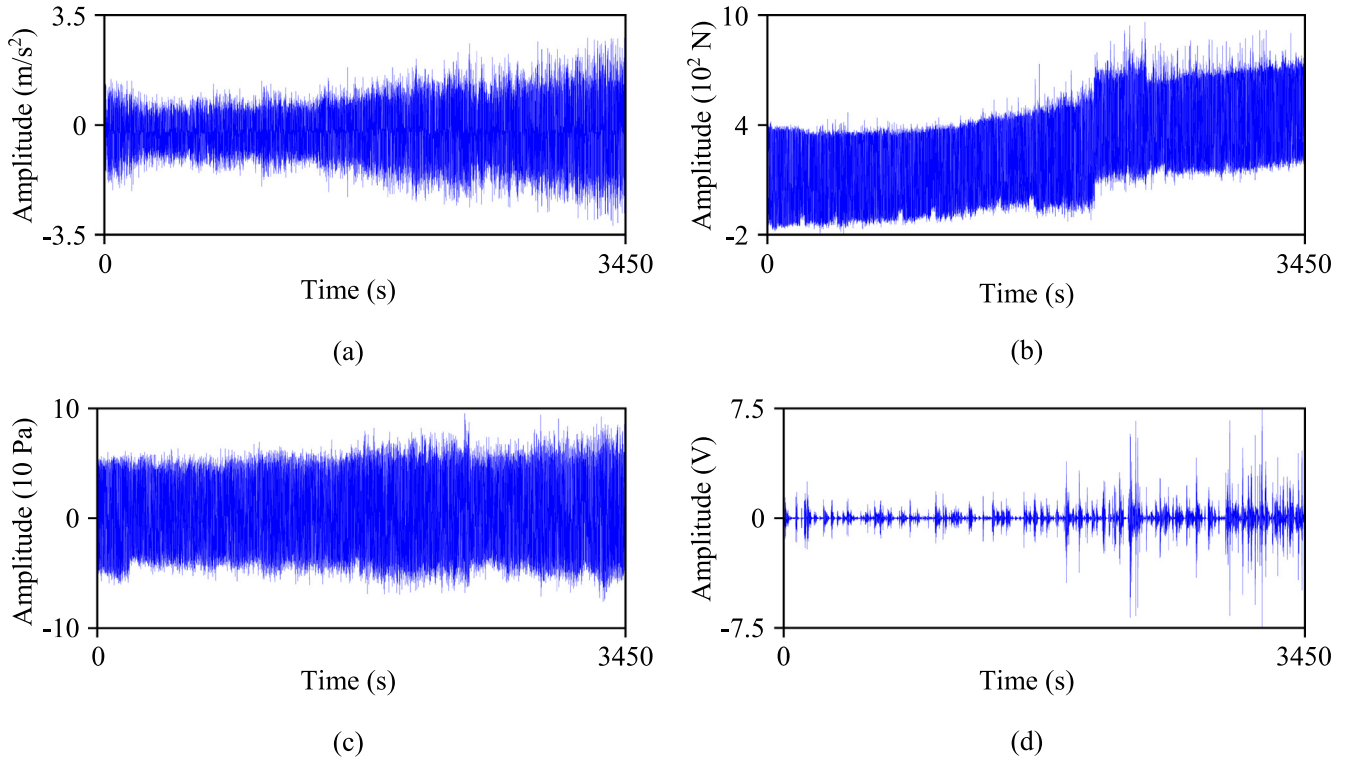 3.5
Amplitude (m/s²)
0
-3.5
0
3450
Time (s)
(a)
10
Amplitude (10² N)
4
-2
0
3450
Time (s)
(b)
10
Amplitude (10 Pa)
0
-10
0
3450
Time (s)
(c)
7.5
Amplitude (V)
0
-7.5
0
3450
Time (s)
(d)